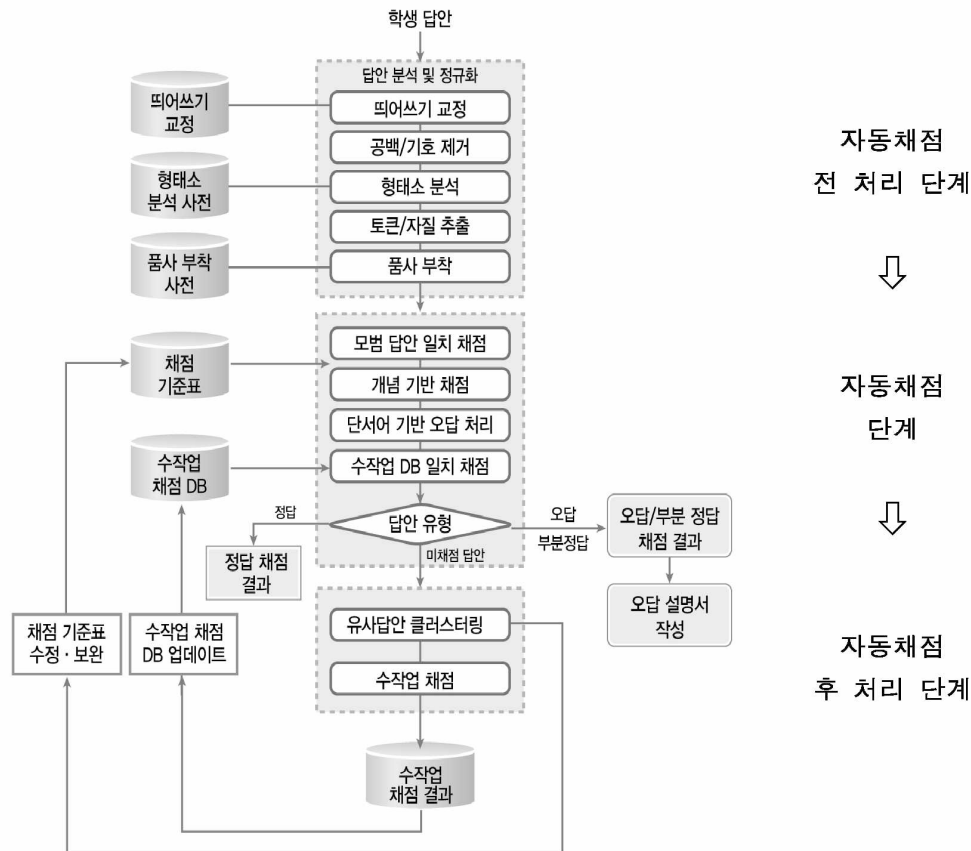 학생 답안
답안 분석 및 정규화
띄어쓰기
교정
띄어쓰기 교정
공백/기호 제거
형태소
분석 사전
형태소 분석
토큰/자질 추출
품사 부착
사전
품사 부착
자동채점
전 처리 단계
채점
기준표
모범 답안 일치 채점
개념 기반 채점
단서어 기반 오답 처리
수작업
채점 DB
수작업 DB 일치 채점
자동채점
단계
정답
답안 유형
오답
부분정답
미채점 답안
정답 채점
결과
오답/부분 정답
채점 결과
오답 설명서
작성
채점 기준표
수정 · 보완
수작업 채점
DB 업데이트
유사답안 클러스터링
수작업 채점
자동채점
후 처리 단계
수작업
채점 결과